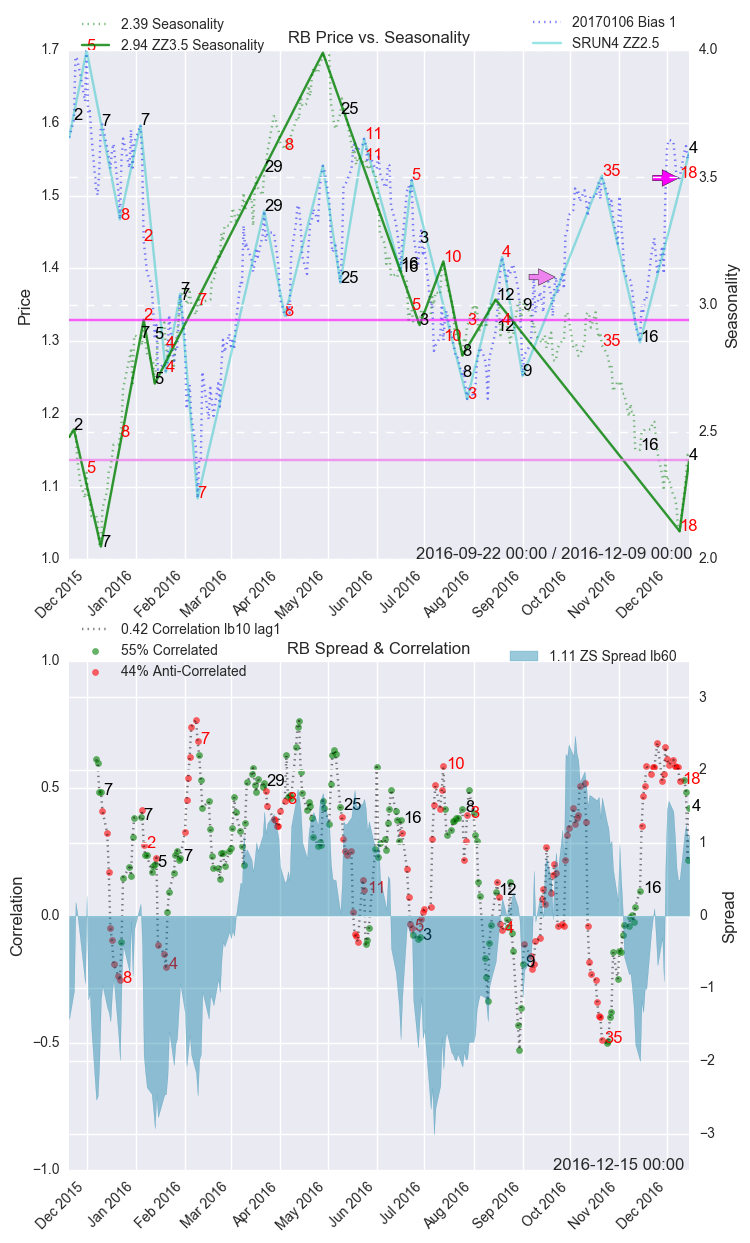 2.39 Seasonality
2.94 ZZ3.5 Seasonality
RB Price vs. Seasonality
20170106 Bias 1
SRUN4 ZZ2.5
1.7
1.6
1.5
1.4
1.3
1.2
1.1
1.0
Price
4.0
3.5
3.0
2.5
2.0
Seasonality
5
2
7
7
8
2
7
7
7
2
7
5
4
4
5
8
2
5
7
7
29
29
8
8
25
25
11
11
16
16
5
4
5
3
10
10
3
8
8
3
4
12
4
12
9
9
35
35
16
16
4
18
4
18
2016-09-22 00:00 / 2016-12-09 00:00
Dec 2015
Jan 2016
Feb 2016
Mar 2016
Apr 2016
May 2016
Jun 2016
Jul 2016
Aug 2016
Sep 2016
Oct 2016
Nov 2016
Dec 2016
0.42 Correlation lb10 lag1
55% Correlated
44% Anti-Correlated
RB Spread & Correlation
1.11 ZS Spread lb60
1.0
0.5
0.0
−0.5
−1.0
Correlation
3
2
1
0
−1
−2
−3
Spread
7
8
7
2
5
4
7
7
29
8
25
11
16
5
3
10
8
3
12
4
9
35
16
18
4
2016-12-15 00:00
Dec 2015
Jan 2016
Feb 2016
Mar 2016
Apr 2016
May 2016
Jun 2016
Jul 2016
Aug 2016
Sep 2016
Oct 2016
Nov 2016
Dec 2016